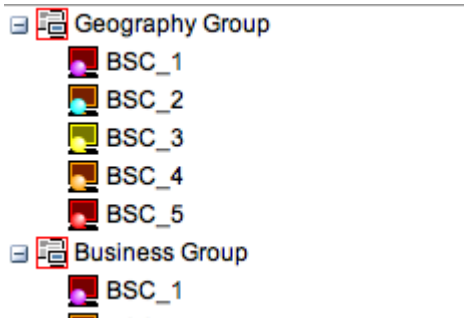 Geography Group
BSC_1
BSC_2
BSC_3
BSC_4
BSC_5
Business Group
BSC_1